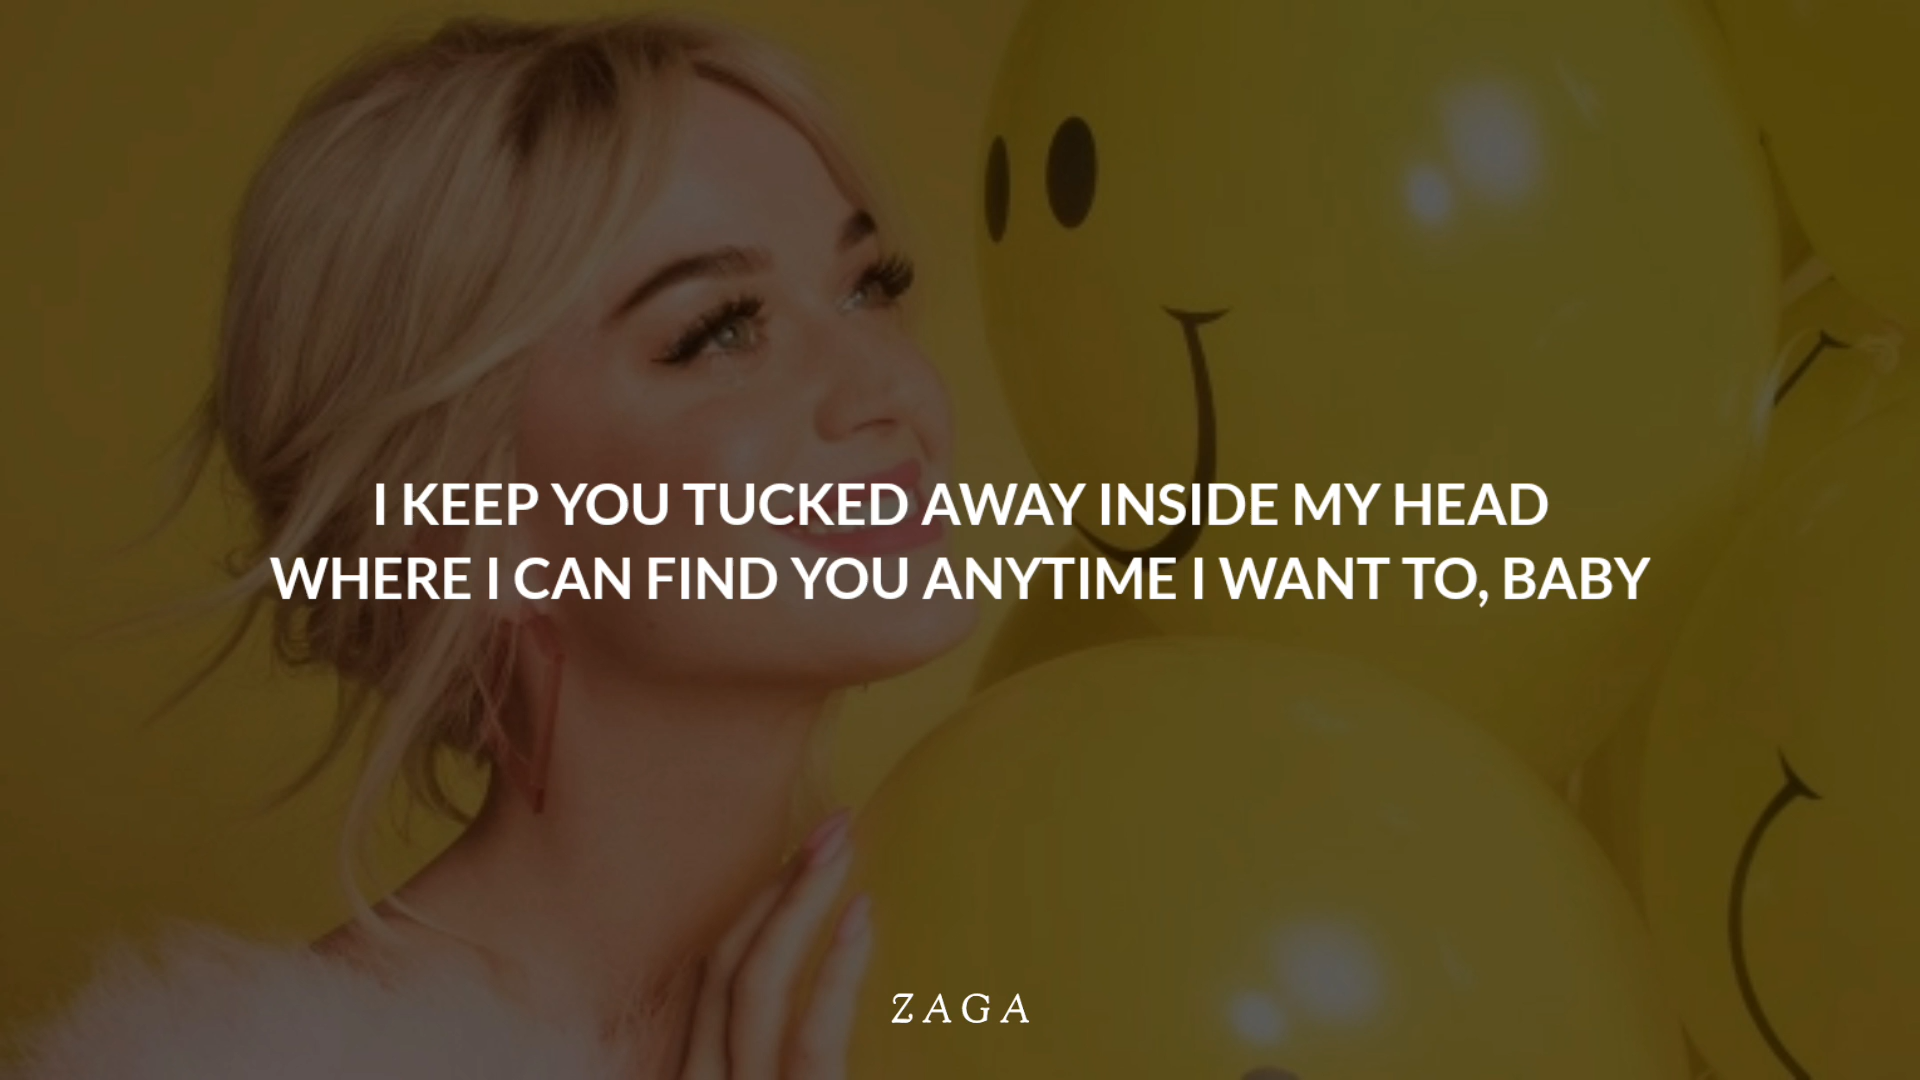 I KEEP YOU TUCKED AWAY INSIDE MY HEAD
WHERE I CAN FIND YOU ANYTIME I WANT TO, BABY
ZAGA